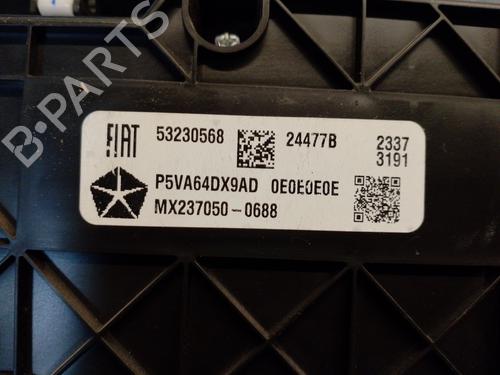 B-PARTS
FIAT 53230568 24477B 2337
3191
P5VA64DX9AD 0E0E0E0E
MX237050-0688